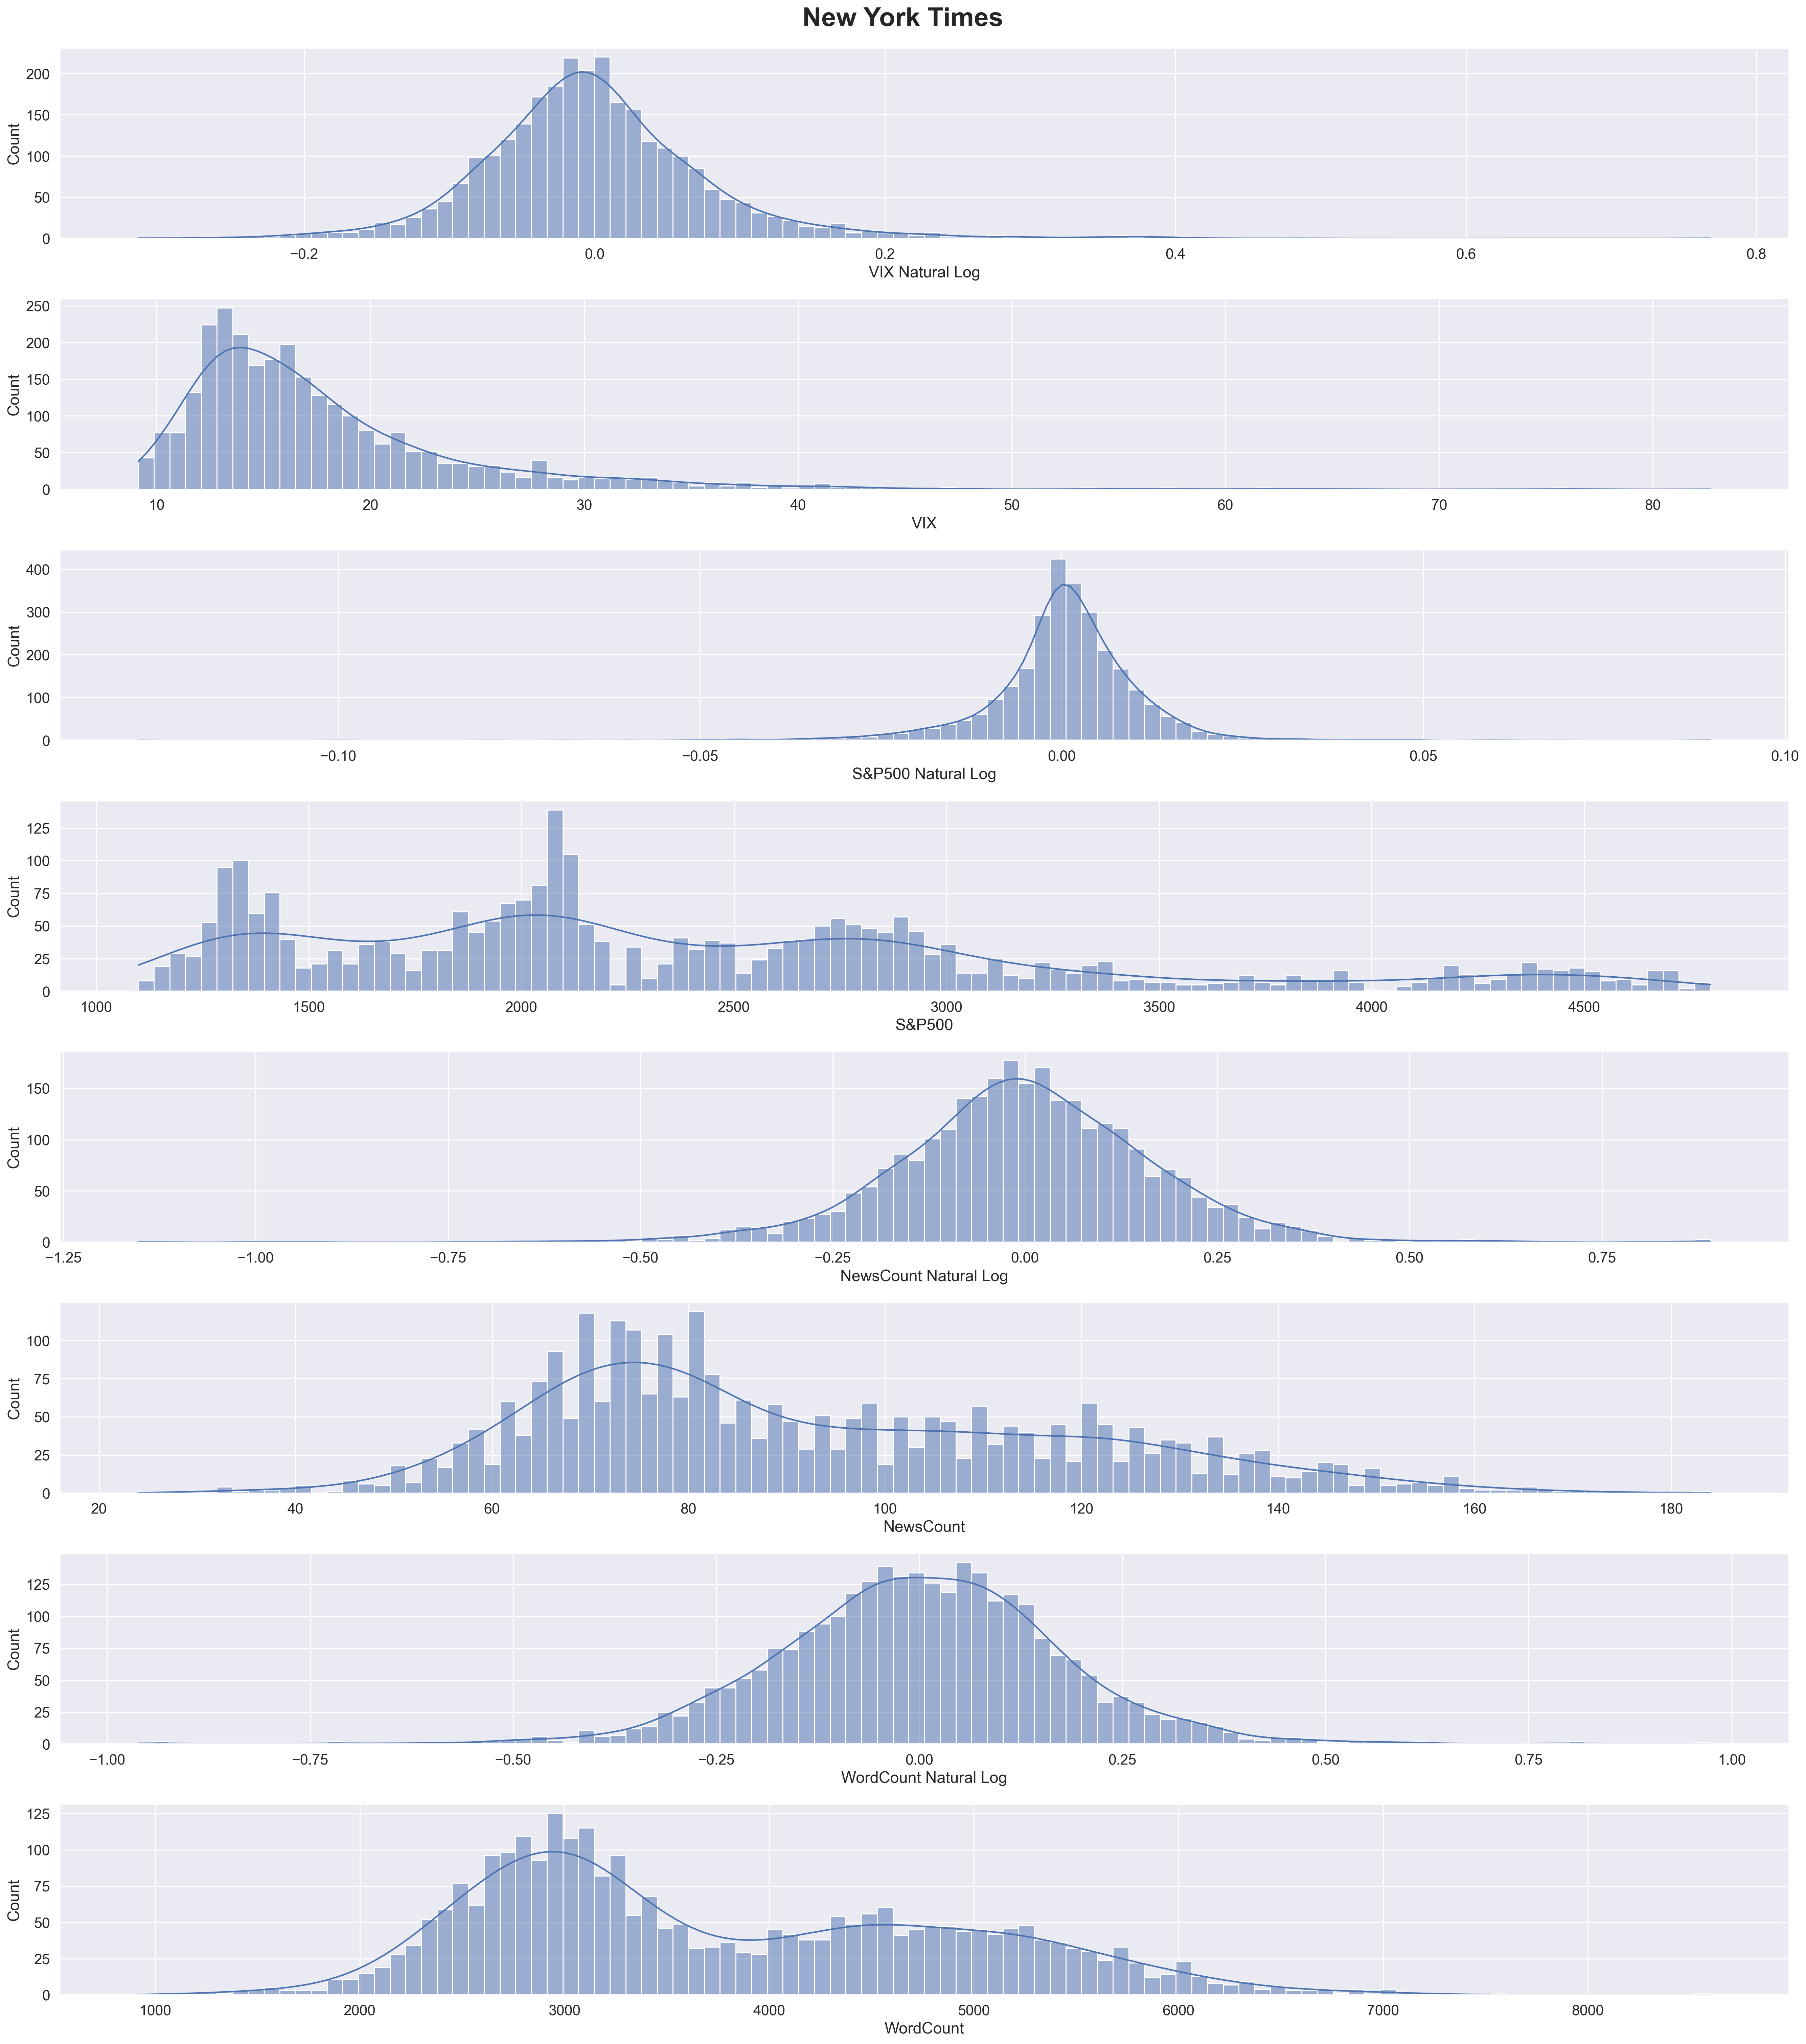 New York Times
200
150
100
50
0
Count
−0.2 0.0 0.2 0.4 0.6 0.8
VIX Natural Log
250
200
150
100
50
0
Count
10 20 30 40 50 60 70 80
VIX
400
300
200
100
0
Count
−0.10 −0.05 0.00 0.05 0.10
S&P500 Natural Log
125
100
75
50
25
0
Count
1000 1500 2000 2500 3000 3500 4000 4500
S&P500
150
100
50
0
Count
−1.25 −1.00 −0.75 −0.50 −0.25 0.00 0.25 0.50 0.75
NewsCount Natural Log
100
75
50
25
0
Count
20 40 60 80 100 120 140 160 180
NewsCount
125
100
75
50
25
0
Count
−1.00 −0.75 −0.50 −0.25 0.00 0.25 0.50 0.75 1.00
WordCount Natural Log
125
100
75
50
25
0
Count
1000 2000 3000 4000 5000 6000 7000 8000
WordCount